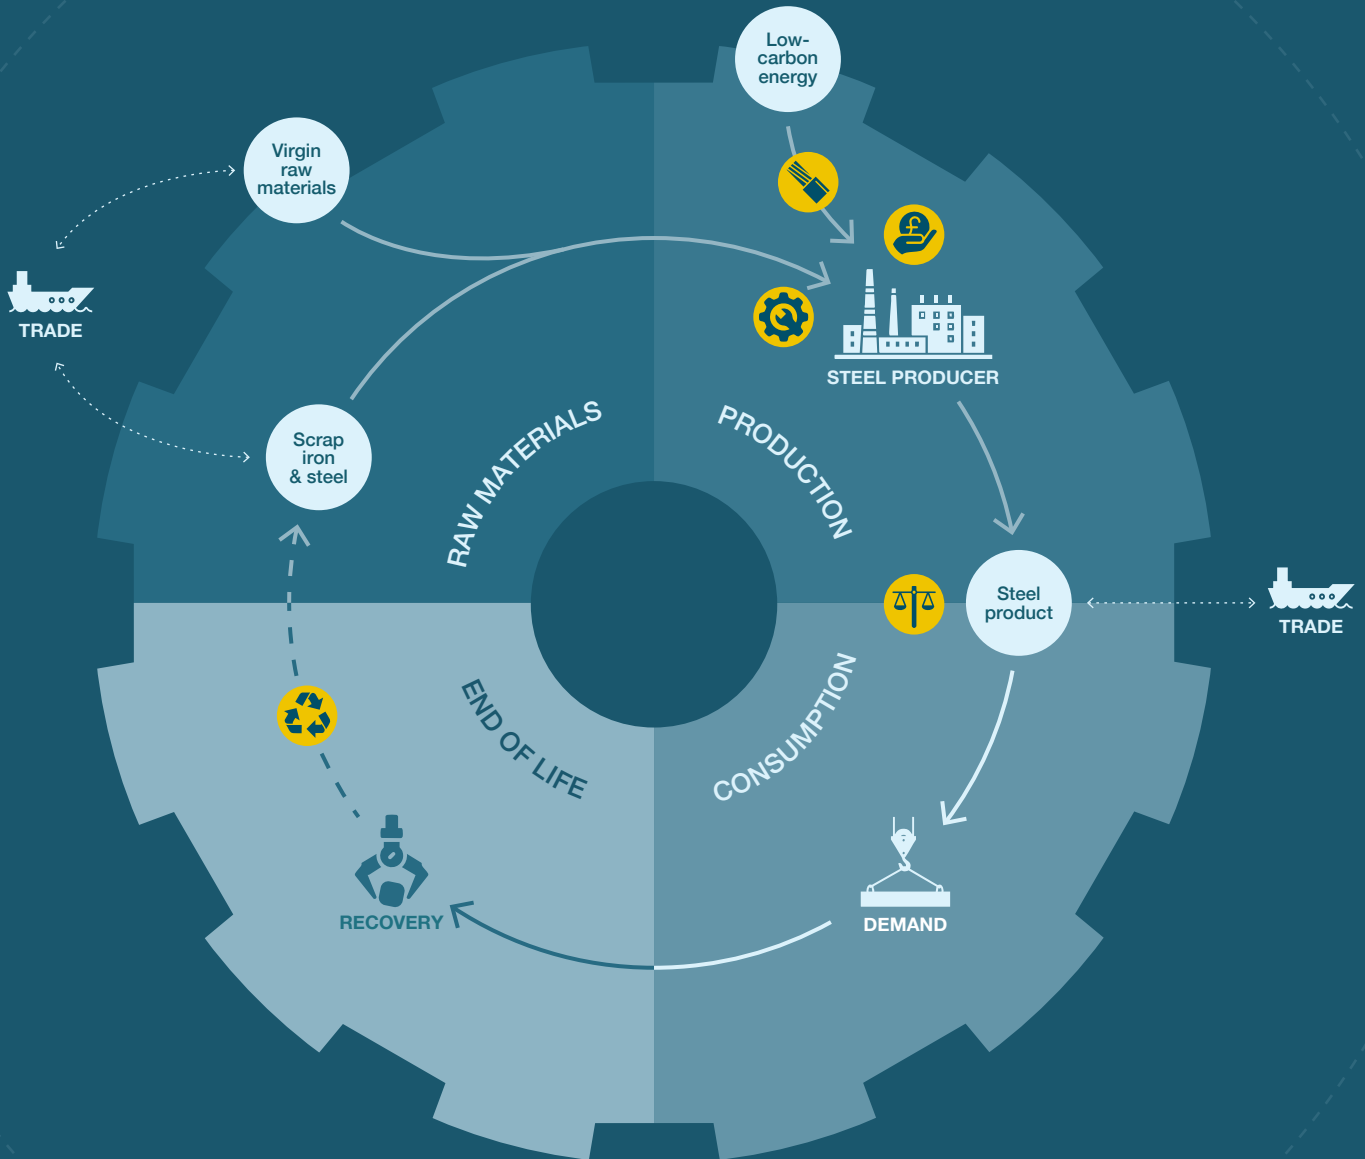 Low-
carbon
energy
Virgin
raw
materials
£
TRADE
STEEL PRODUCER
Scrap
iron
& steel
RAW MATERIALS
PRODUCTION
Steel
product
TRADE
END OF LIFE
CONSUMPTION
RECOVERY
DEMAND